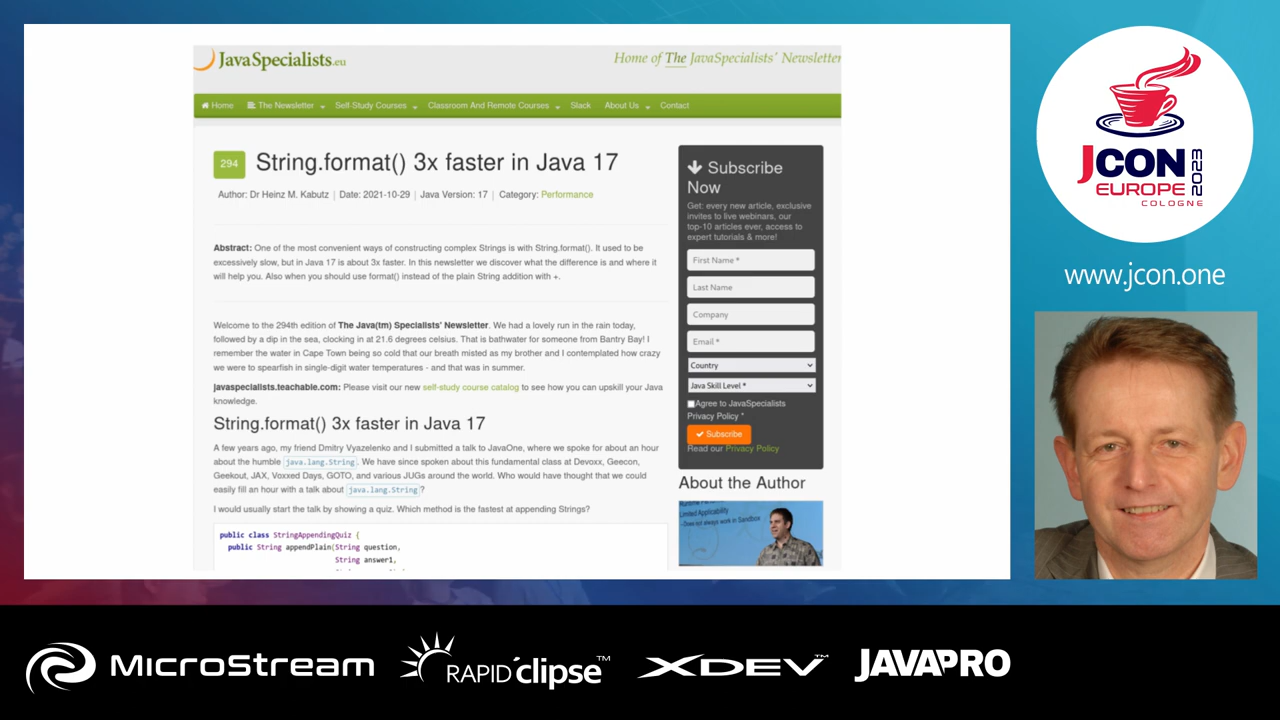 JavaSpecialists.eu
Home of The JavaSpecialists´ Newsletter
Home
The Newsletter
Self-Study Courses
Classroom And Remote Courses
Slack
About Us
Contact
294
String.format() 3x faster in Java 17
Author: Dr Heinz M. Kabutz | Date: 2021-10-29 | Java Version: 17 | Category: Performance
Abstract: One of the most convenient ways of constructing complex Strings is with String.format(). It used to be
excessively slow, but in Java 17 is about 3x faster. In this newsletter we discover what the difference is and where it
will help you. Also when you should use format() instead of the plain String addition with +.
Welcome to the 294th edition of The Java(tm) Specialists' Newsletter. We had a lovely run in the rain today,
followed by a dip in the sea, clocking in at 21.6 degrees celsius. That is bathwater for someone from Bantry Bay! I
remember the water in Cape Town being so cold that our breath misted as my brother and I contemplated how crazy
we were to spearfish in single-digit water temperatures - and that was in summer.
javaspecialists.teachable.com: Please visit our new self-study course catalog to see how you can upskill your Java
knowledge.
String.format() 3x faster in Java 17
A few years ago, my friend Dmitry Vyazelenko and I submitted a talk to JavaOne, where we spoke for about an hour
about the humble java.lang.String. We have since spoken about this fundamental class at Devoxx, Geecon,
Geekout, JAX, Voxxed Days, GOTO, and various JUGs around the world. Who would have thought that we could
easily fill an hour with a talk about java.lang.String?
I would usually start the talk by showing a quiz. Which method is the fastest at appending Strings?
public class StringAppendingQuiz {
public String appendPlain(String question,
String answer1,
Subscribe
Now
Get: every new article, exclusive
invites to live webinars, our
top-10 articles ever, access to
expert tutorials & more!
First Name *
Last Name
Company
Email *
Country
Java Skill Level *
Agree to JavaSpecialists
Privacy Policy *
Subscribe
Read our Privacy Policy
About the Author
Limited Applicability
-Does not always work in Sandbox
JCON
EUROPE
2023
COLOGNE
www.jcon.one
MICROSTREAM
RAPIDclipse™
XDEV™
JAVAPRO